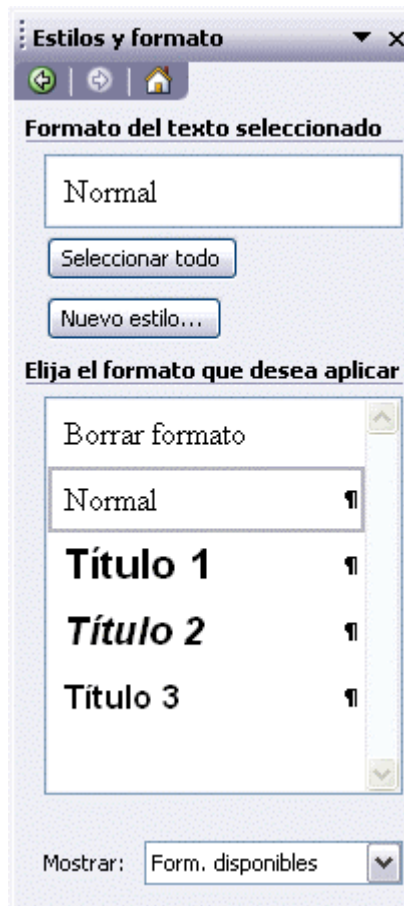 Estilos y formato
Formato del texto seleccionado
Normal
Seleccionar todo
Nuevo estilo...
Elija el formato que desea aplicar
Borrar formato
Normal ¶
Título 1 ¶
Título 2 ¶
Título 3 ¶
Mostrar: Form. disponibles